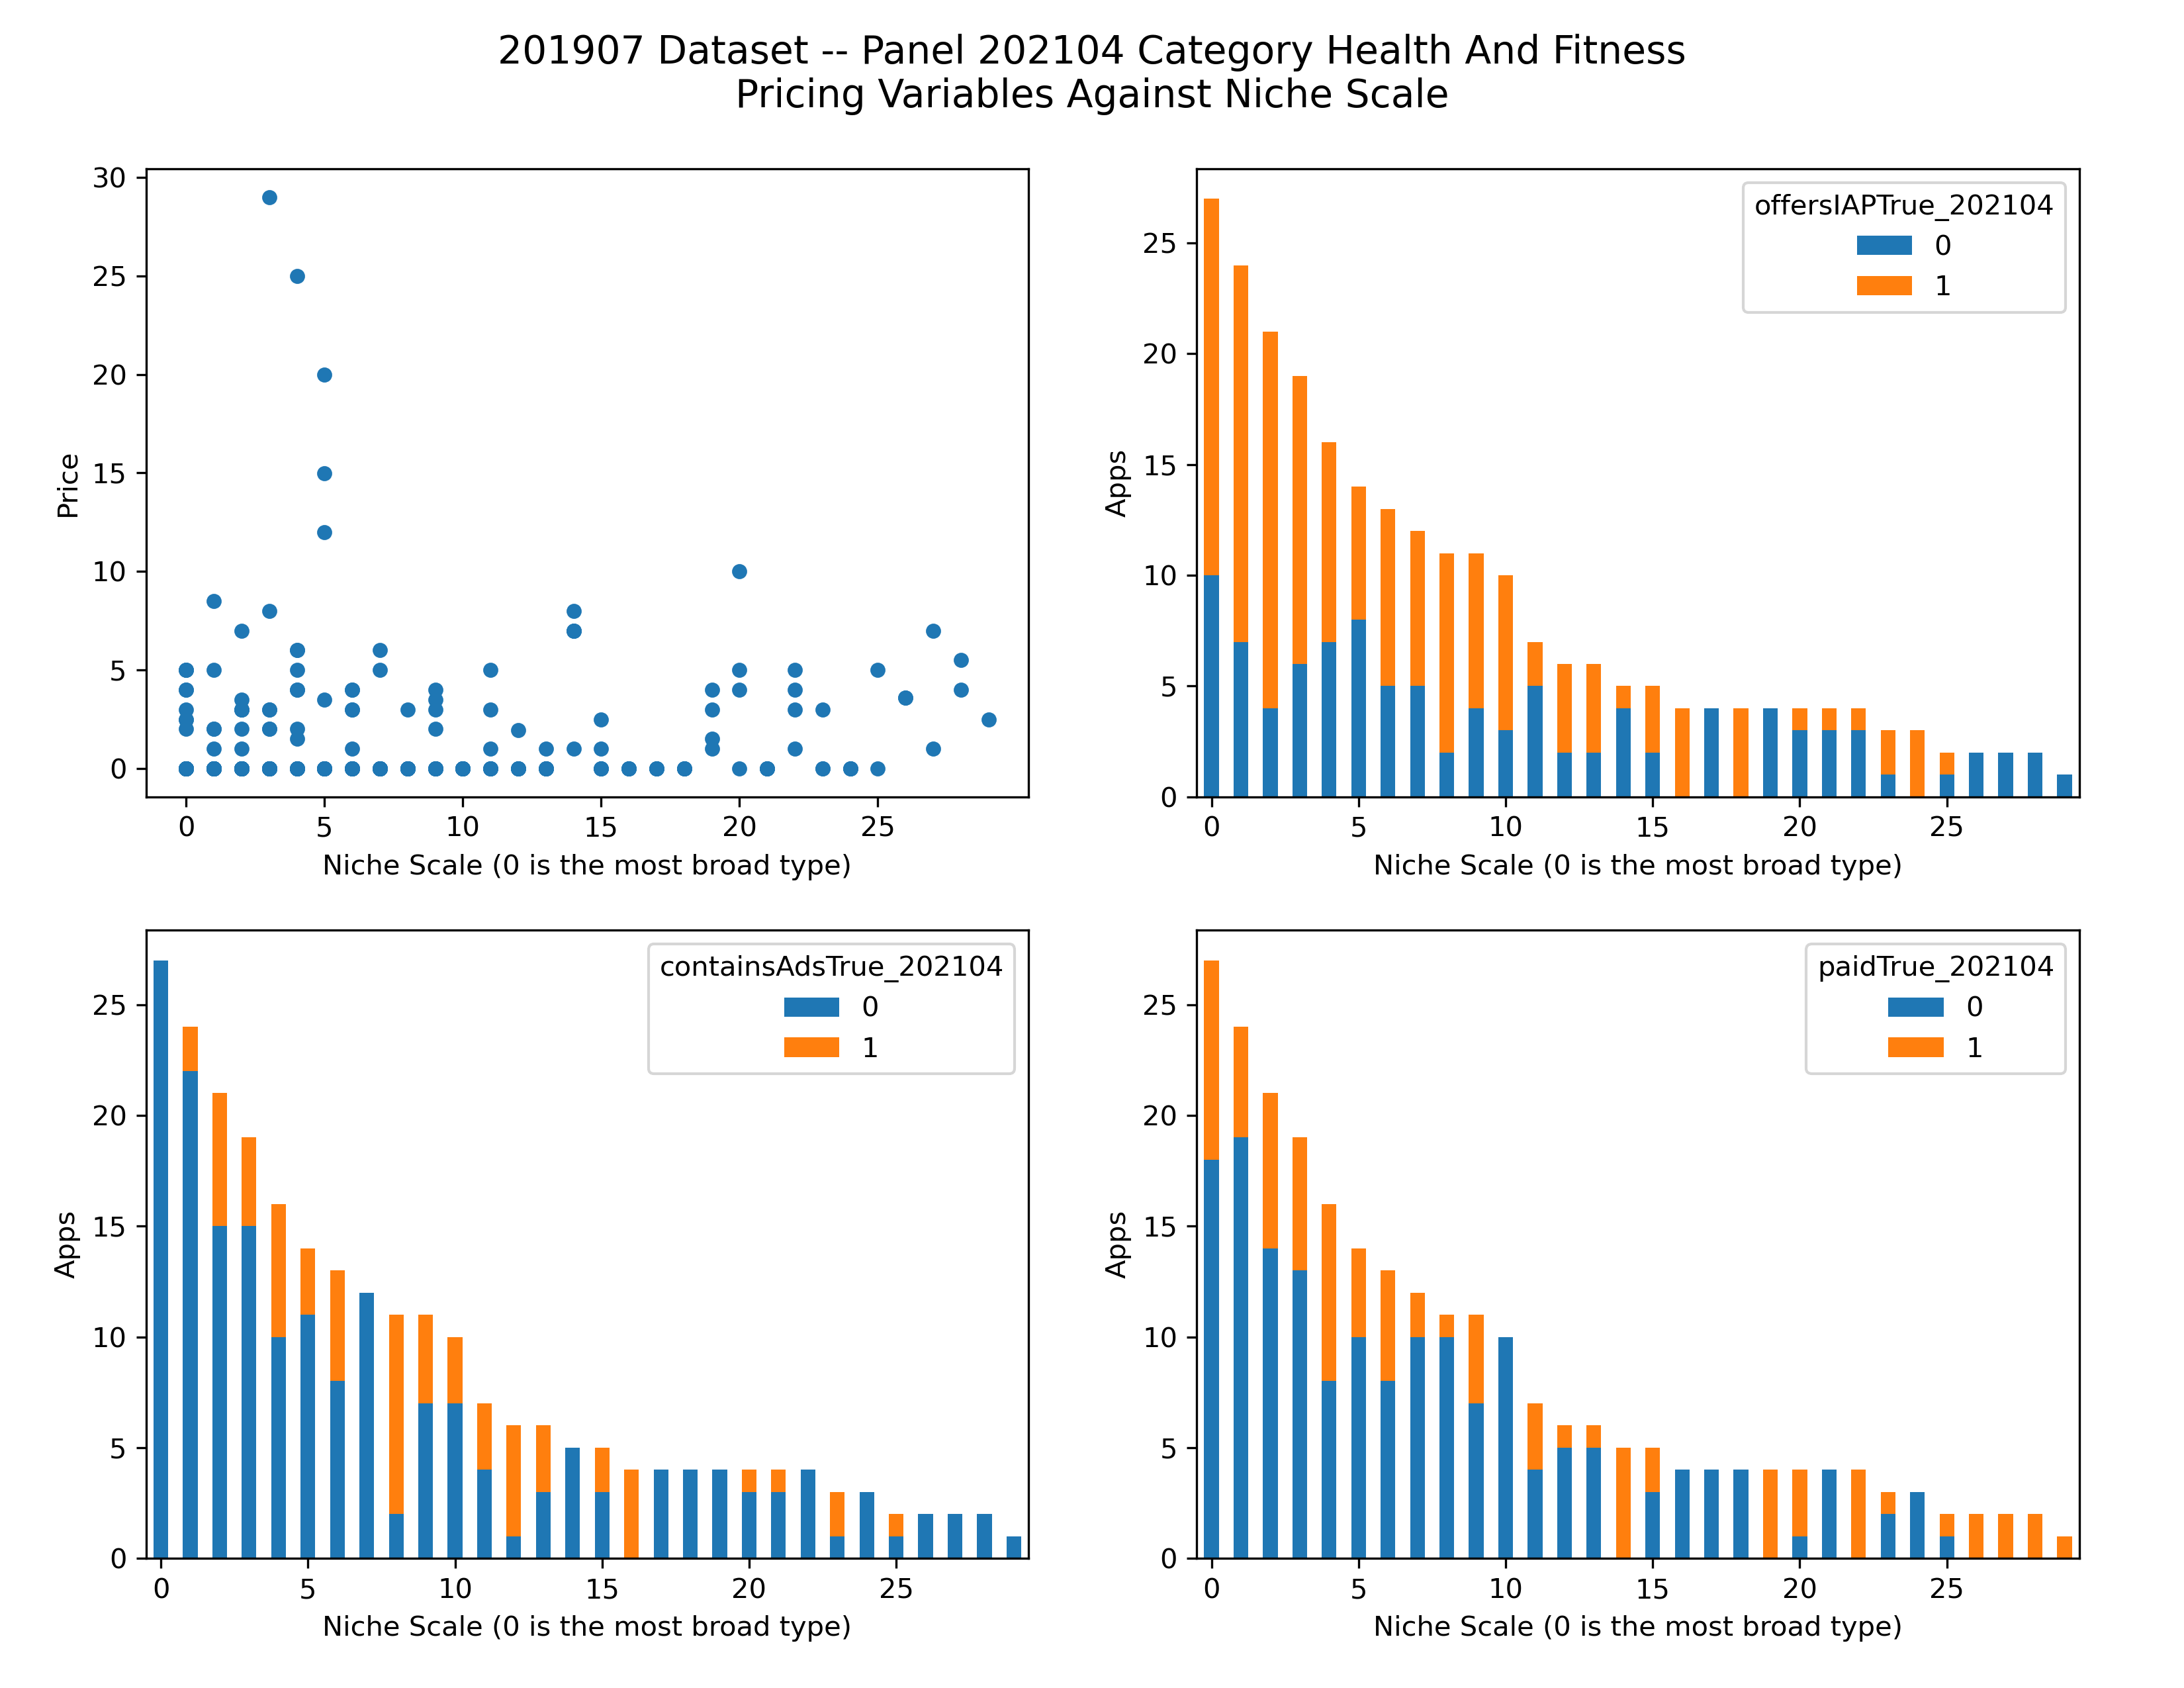 201907 Dataset -- Panel 202104 Category Health And Fitness
Pricing Variables Against Niche Scale
30
25
20
15
10
5
0
Price
0 5 10 15 20 25
Niche Scale (0 is the most broad type)
offersIAPTrue_202104
0
1
25
20
15
10
5
0
Apps
0 5 10 15 20 25
Niche Scale (0 is the most broad type)
containsAdsTrue_202104
0
1
25
20
15
10
5
0
Apps
0 5 10 15 20 25
Niche Scale (0 is the most broad type)
paidTrue_202104
0
1
25
20
15
10
5
0
Apps
0 5 10 15 20 25
Niche Scale (0 is the most broad type)